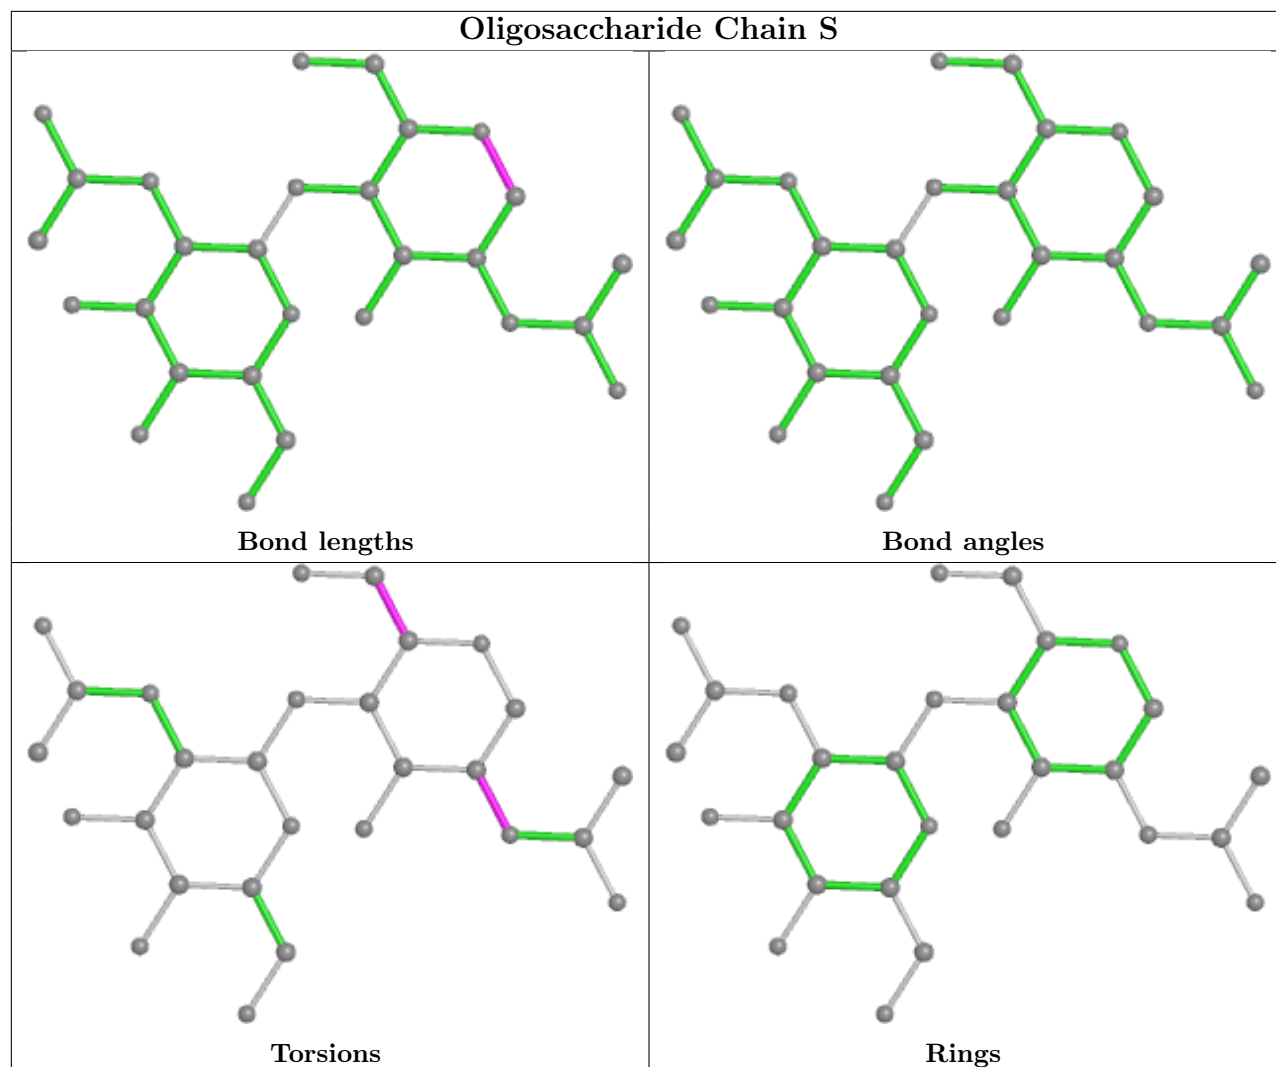 Oligosaccharide Chain S
Bond lengths
Bond angles
Torsions
Rings